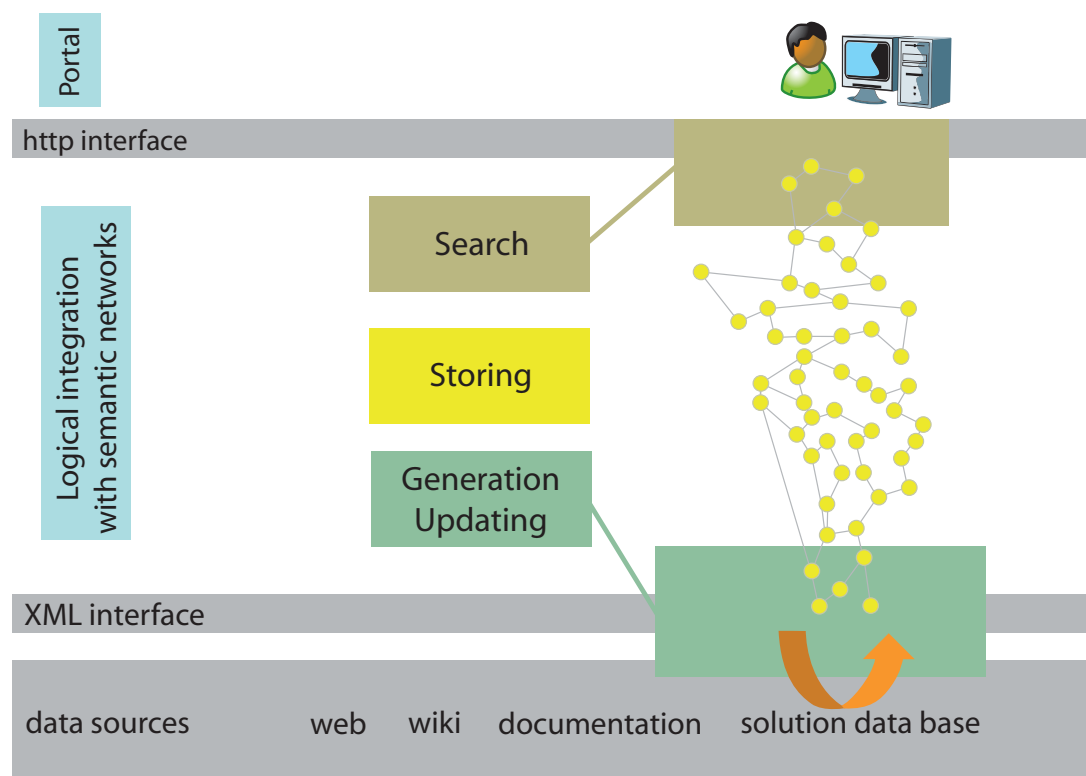 Portal
http interface
Logical integration
with semantic networks
Search
Storing
Generation
Updating
XML interface
data sources web wiki documentation solution data base